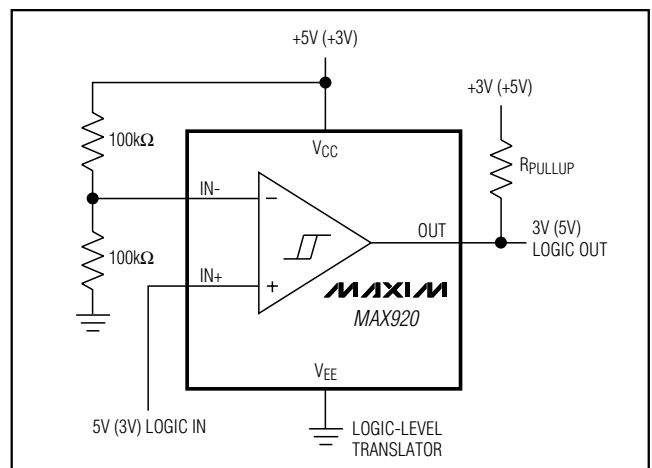 +5V (+3V)
+3V (+5V)
100kΩ
VCC
RPULLUP
IN-
−
OUT
3V (5V)
LOGIC OUT
100kΩ
IN+
+
MAXIM
MAX920
VEE
5V (3V) LOGIC IN
LOGIC-LEVEL
TRANSLATOR